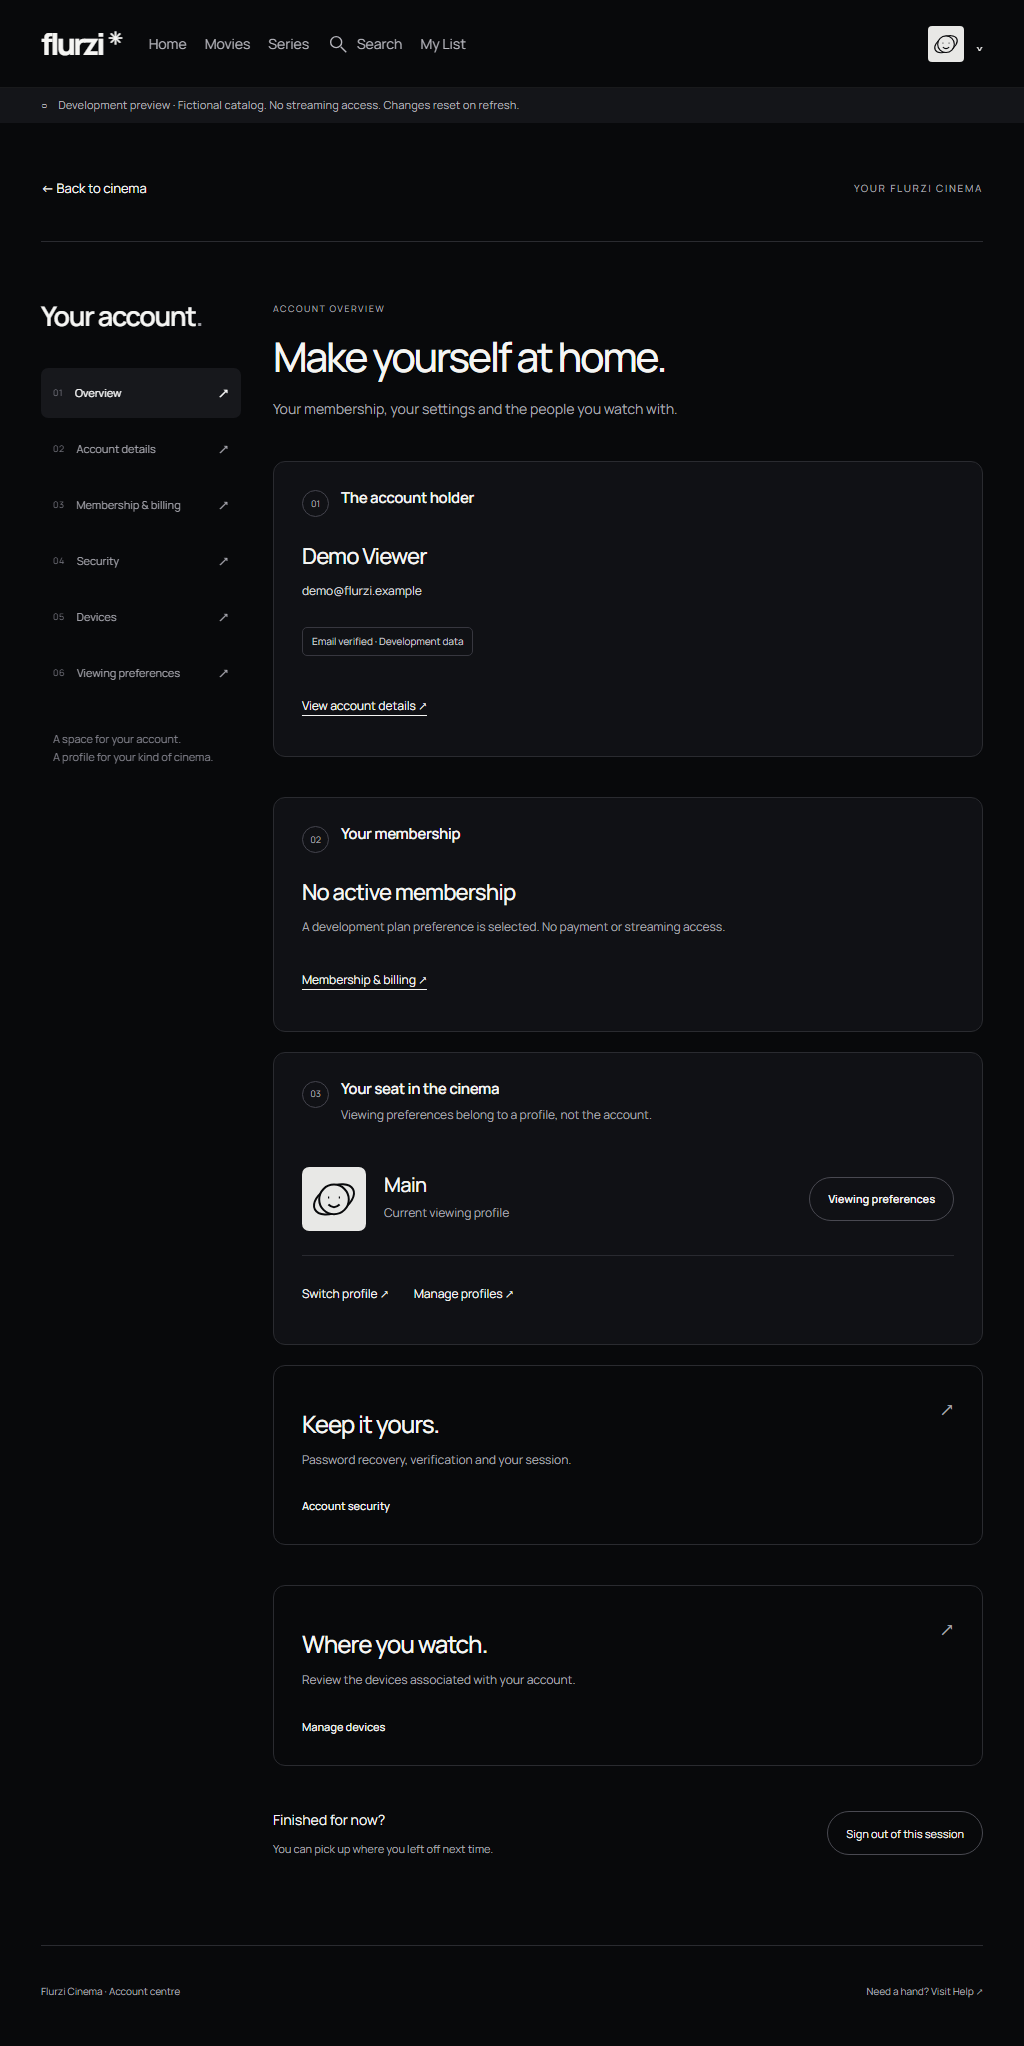 flurzi*
Home Movies Series Search My List
Development preview · Fictional catalog. No streaming access. Changes reset on refresh.
← Back to cinema
YOUR FLURZI CINEMA
Your account.
01 Overview ↗
02 Account details ↗
03 Membership & billing ↗
04 Security ↗
05 Devices ↗
06 Viewing preferences ↗
A space for your account.
A profile for your kind of cinema.
ACCOUNT OVERVIEW
Make yourself at home.
Your membership, your settings and the people you watch with.
01 The account holder
Demo Viewer
demo@flurzi.example
Email verified · Development data
View account details ↗
02 Your membership
No active membership
A development plan preference is selected. No payment or streaming access.
Membership & billing ↗
03 Your seat in the cinema
Viewing preferences belong to a profile, not the account.
Main
Current viewing profile
Viewing preferences
Switch profile ↗ Manage profiles ↗
Keep it yours. ↗
Password recovery, verification and your session.
Account security
Where you watch. ↗
Review the devices associated with your account.
Manage devices
Finished for now?
You can pick up where you left off next time.
Sign out of this session
Flurzi Cinema · Account centre
Need a hand? Visit Help ↗